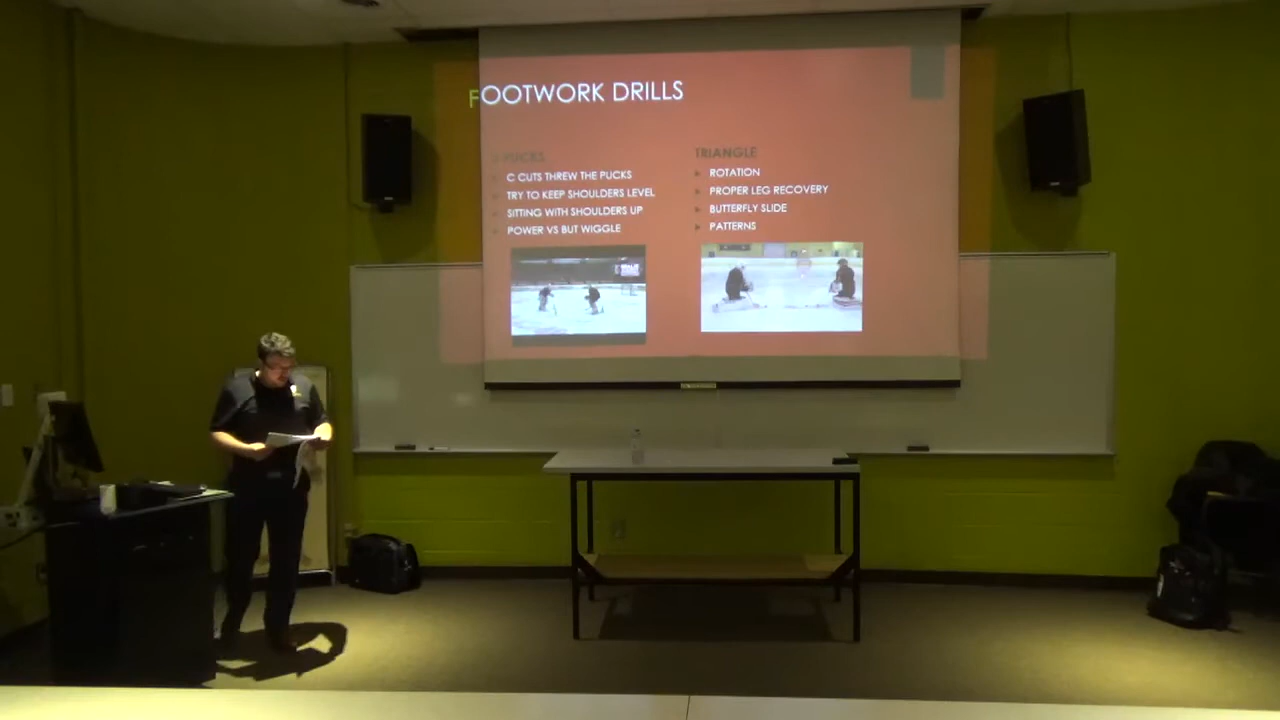 FOOTWORK DRILLS
PUCKS
C CUTS THREW THE PUCKS
TRY TO KEEP SHOULDERS LEVEL
SITTING WITH SHOULDERS UP
POWER VS BUT WIGGLE
TRIANGLE
ROTATION
PROPER LEG RECOVERY
BUTTERFLY SLIDE
PATTERNS